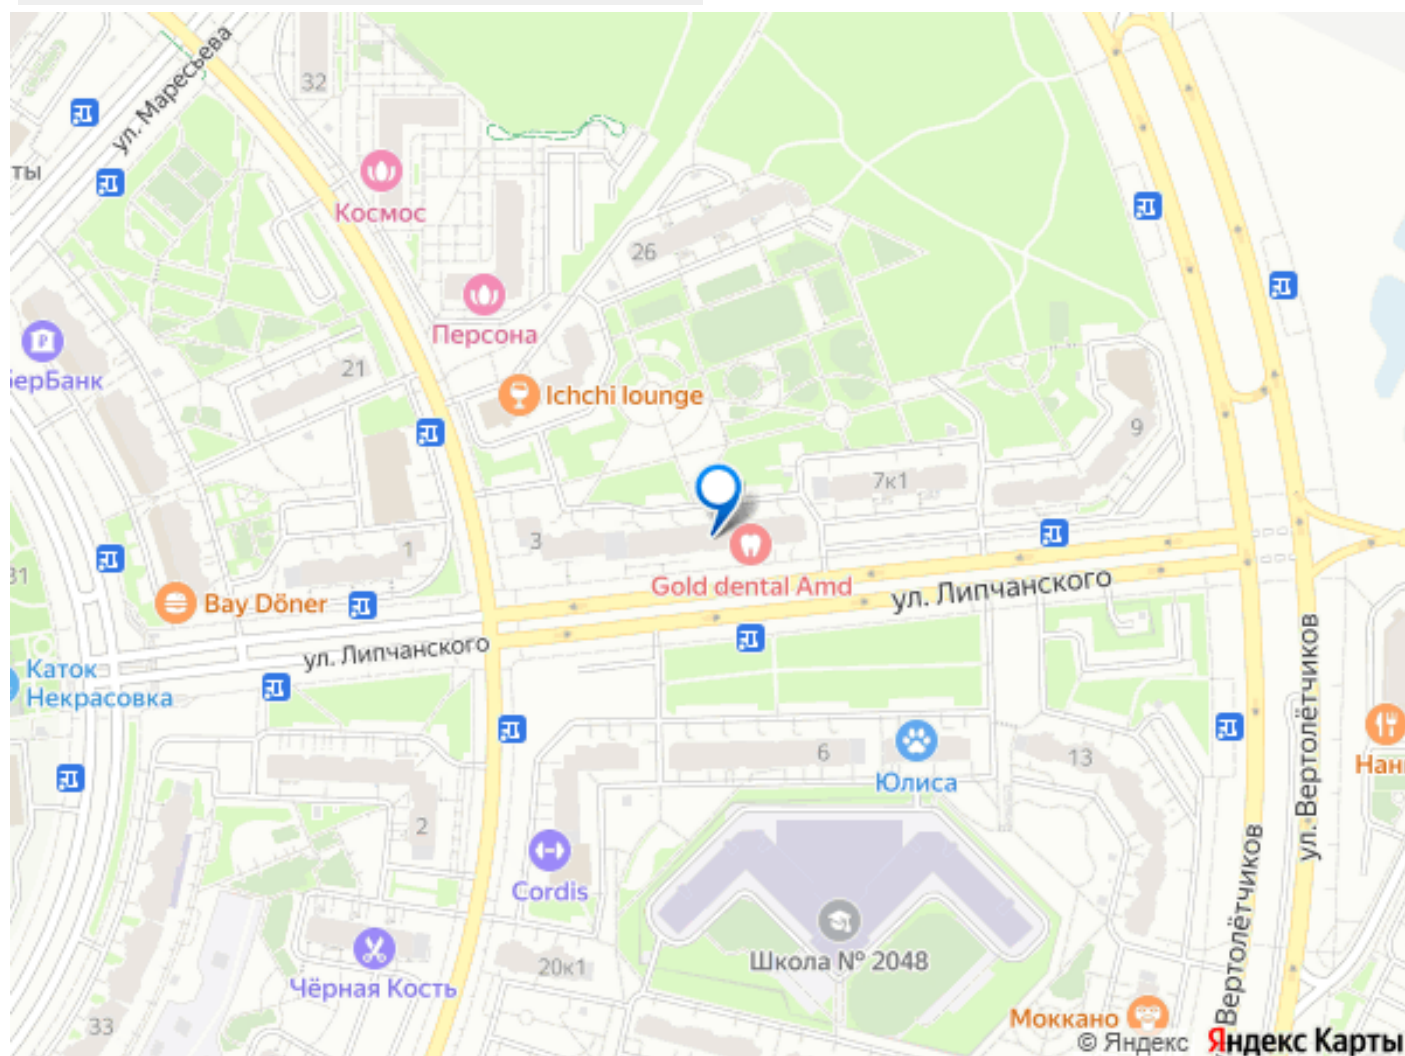 ул. Маресьева
32
ты
Космос
26
Персона
ерБанк
21
Ichchi lounge
9
7к1
3
1
31
Gold dental Amd
ул. Липчанского
Bay Döner
ул. Липчанского
Каток
Некрасовка
ул. Вертолётчиков
6
Юлиса
13
Нан
2
Cordis
Вертолётчиков
Школа № 2048
20к1
Чёрная Кость
33
Моккано
© Яндекс Яндекс Карты